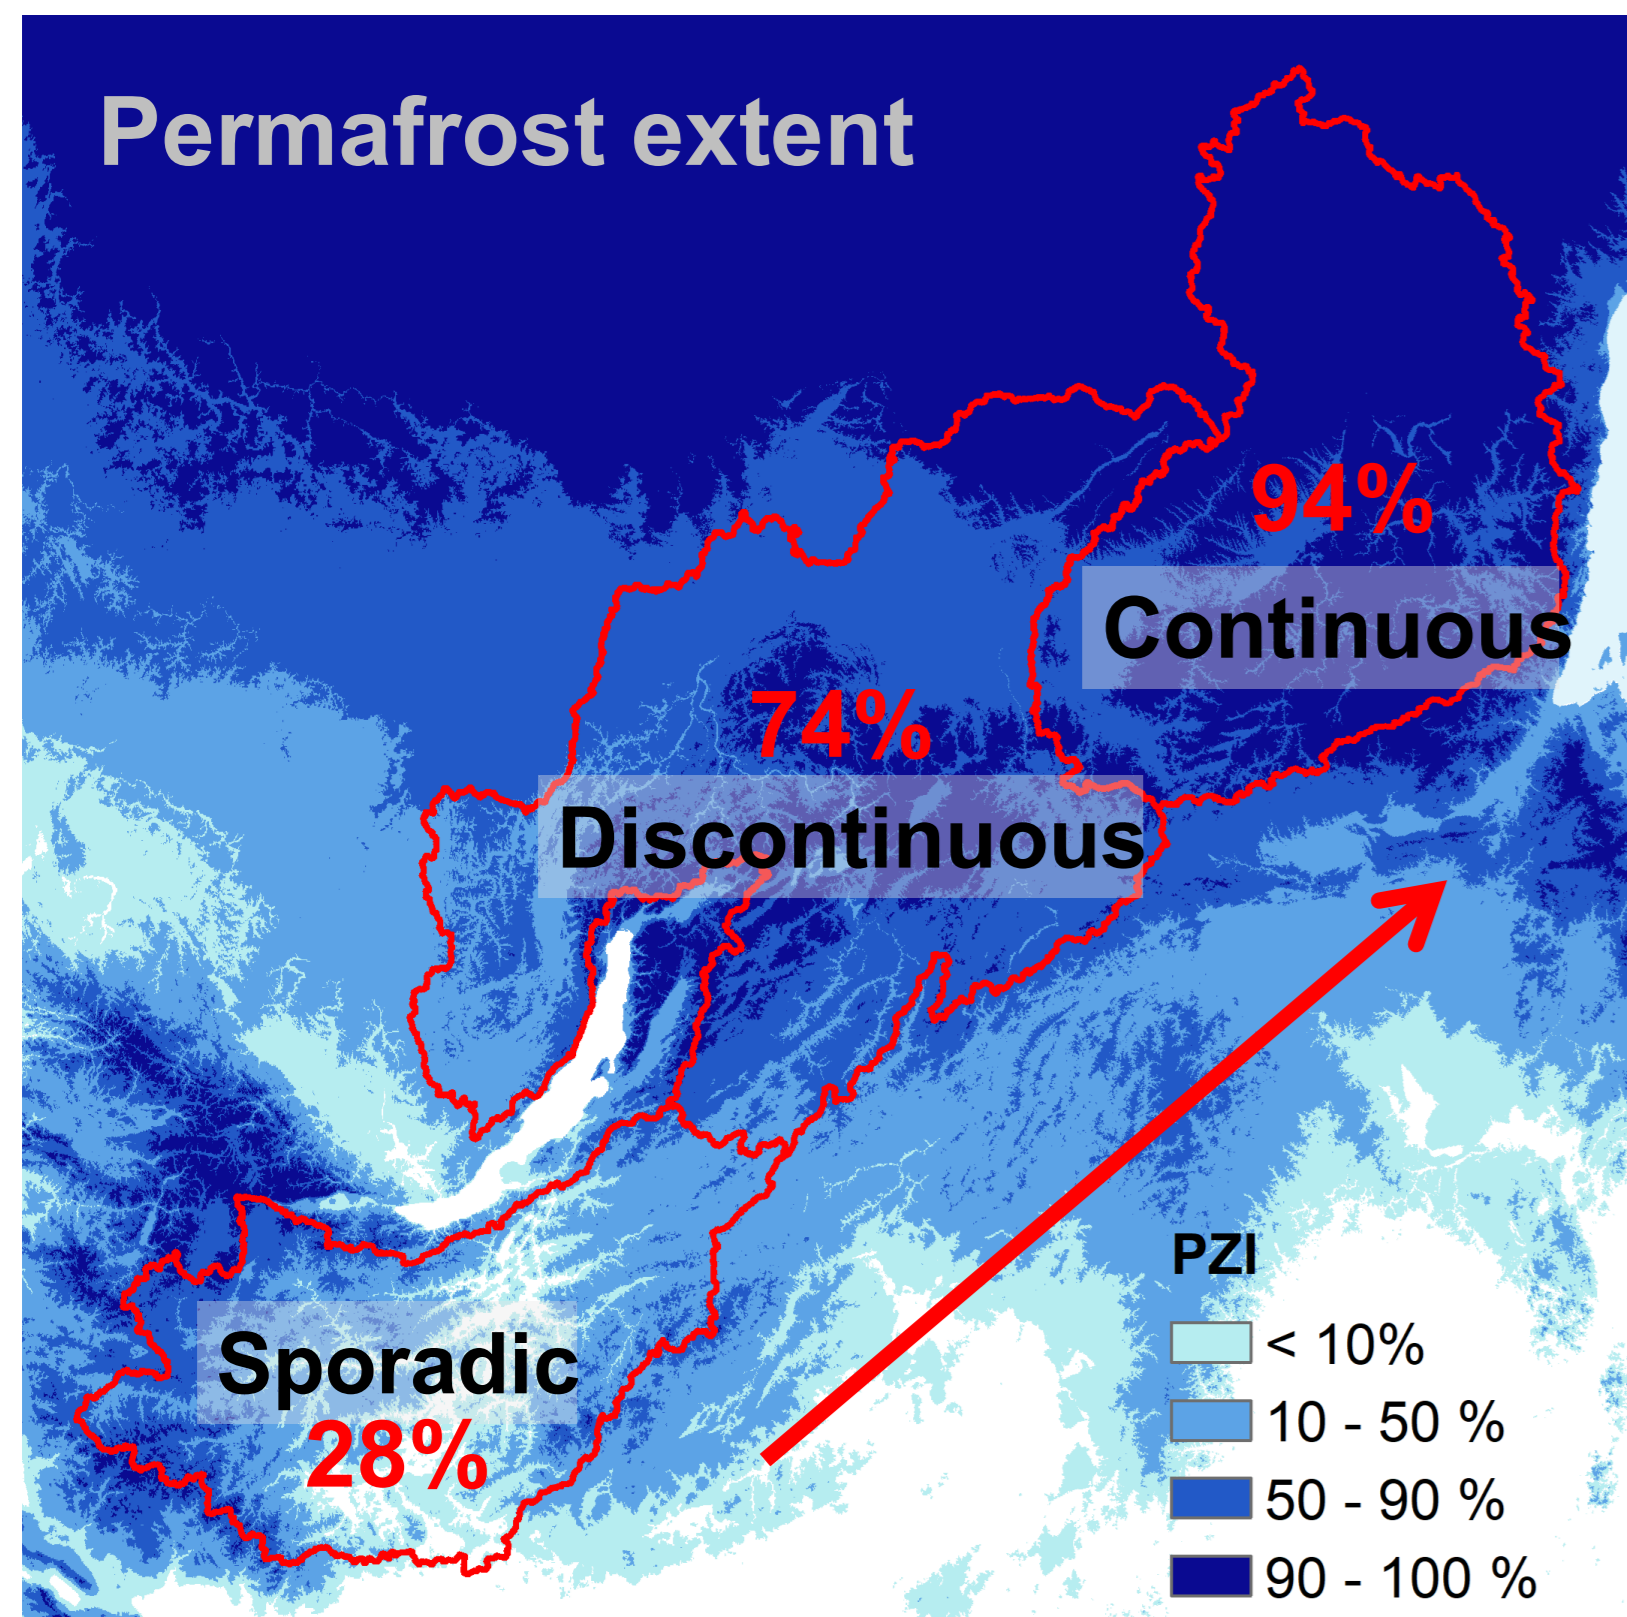 Permafrost extent
94%
Continuous
74%
Discontinuous
Sporadic
28%
PZI
< 10%
10 - 50 %
50 - 90 %
90 - 100 %